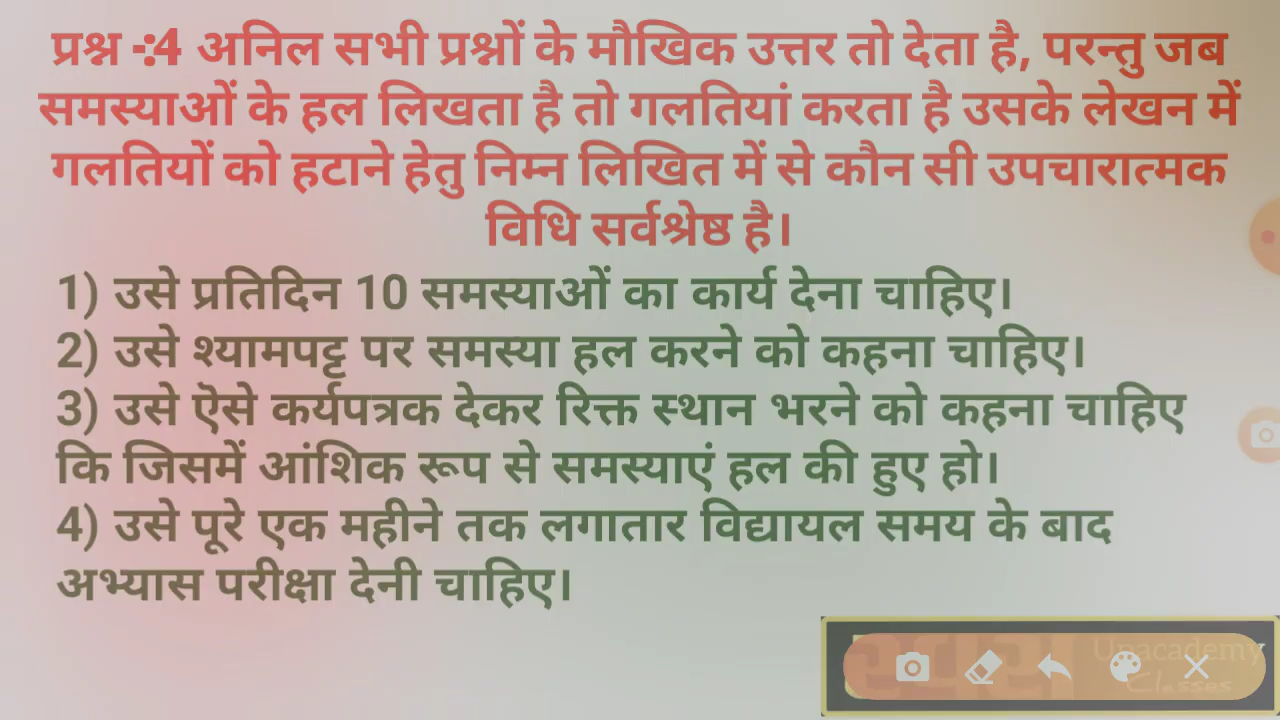 प्रश्न -:4 अनिल सभी प्रश्नों के मौखिक उत्तर तो देता है, परन्तु जब
समस्याओं के हल लिखता है तो गलतियां करता है उसके लेखन में
गलतियों को हटाने हेतु निम्न लिखित में से कौन सी उपचारात्मक
विधि सर्वश्रेष्ठ है।
1) उसे प्रतिदिन 10 समस्याओं का कार्य देना चाहिए।
2) उसे श्यामपट्ट पर समस्या हल करने को कहना चाहिए।
3) उसे ऐसे कर्यपत्रक देकर रिक्त स्थान भरने को कहना चाहिए
कि जिसमें आंशिक रूप से समस्याएं हल की हुए हो।
4) उसे पूरे एक महीने तक लगातार विद्यायल समय के बाद
अभ्यास परीक्षा देनी चाहिए।
Unacademy
Classes